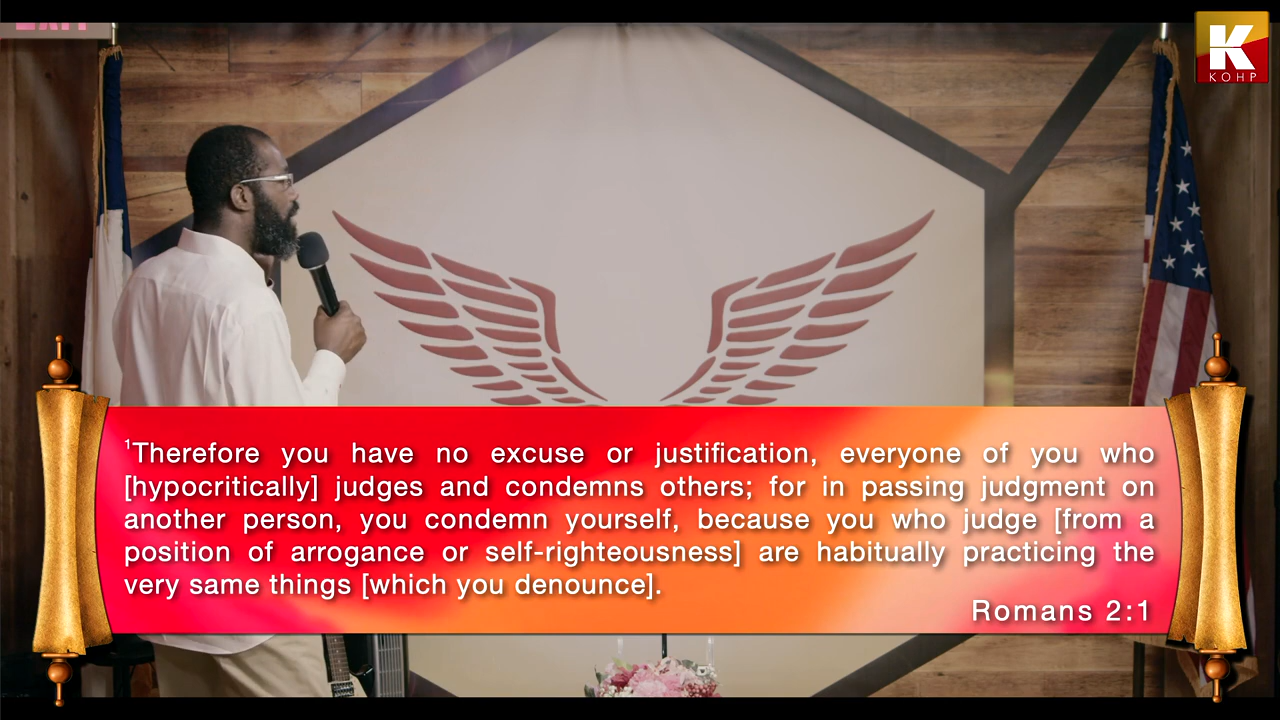 EXIT
K
KOHP
¹Therefore you have no excuse or justification, everyone of you who
[hypocritically] judges and condemns others; for in passing judgment on
another person, you condemn yourself, because you who judge [from a
position of arrogance or self-righteousness] are habitually practicing the
very same things [which you denounce].
Romans 2:1